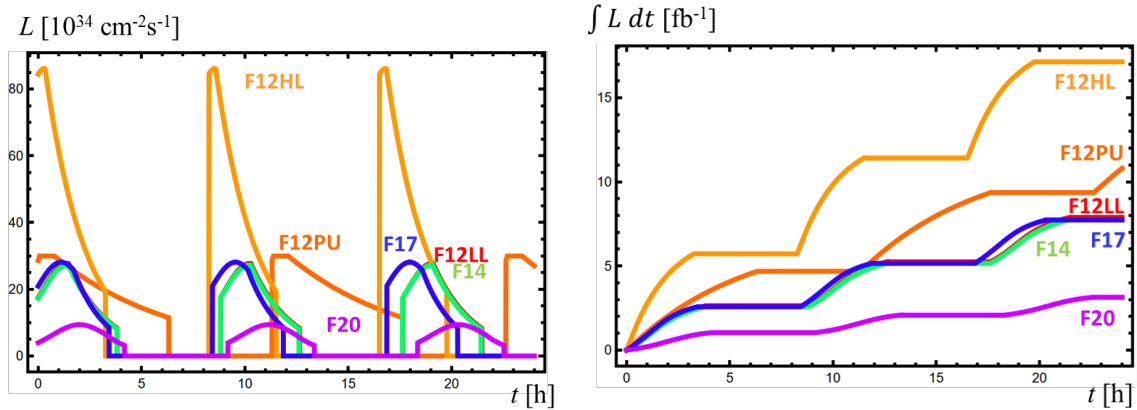 L [10³⁴ cm⁻²s⁻¹]
80
60
40
20
0
F12HL
F12PU
F17
F12LL
F14
F20
0 5 10 15 20
t [h]
∫ L dt [fb⁻¹]
15
10
5
0
F12HL
F12PU
F12LL
F17
F14
F20
0 5 10 15 20
t [h]